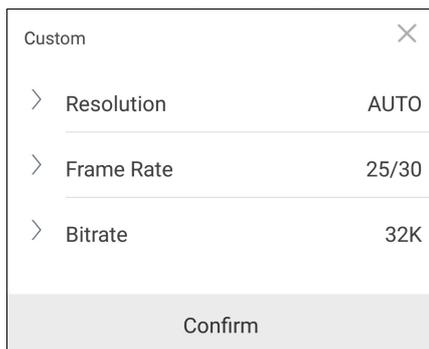 Custom
Resolution AUTO
Frame Rate 25/30
Bitrate 32K
Confirm